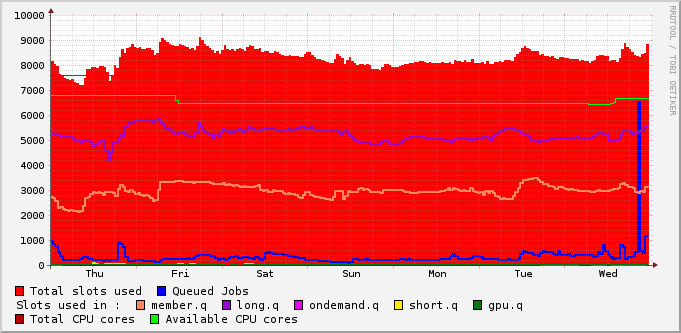 10000
9000
8000
7000
6000
5000
4000
3000
2000
1000
0
Thu Fri Sat Sun Mon Tue Wed
RRDTOOL / TOBI OETIKER
Total slots used Queued Jobs
Slots used in : member.q long.q ondemand.q short.q gpu.q
Total CPU cores Available CPU cores